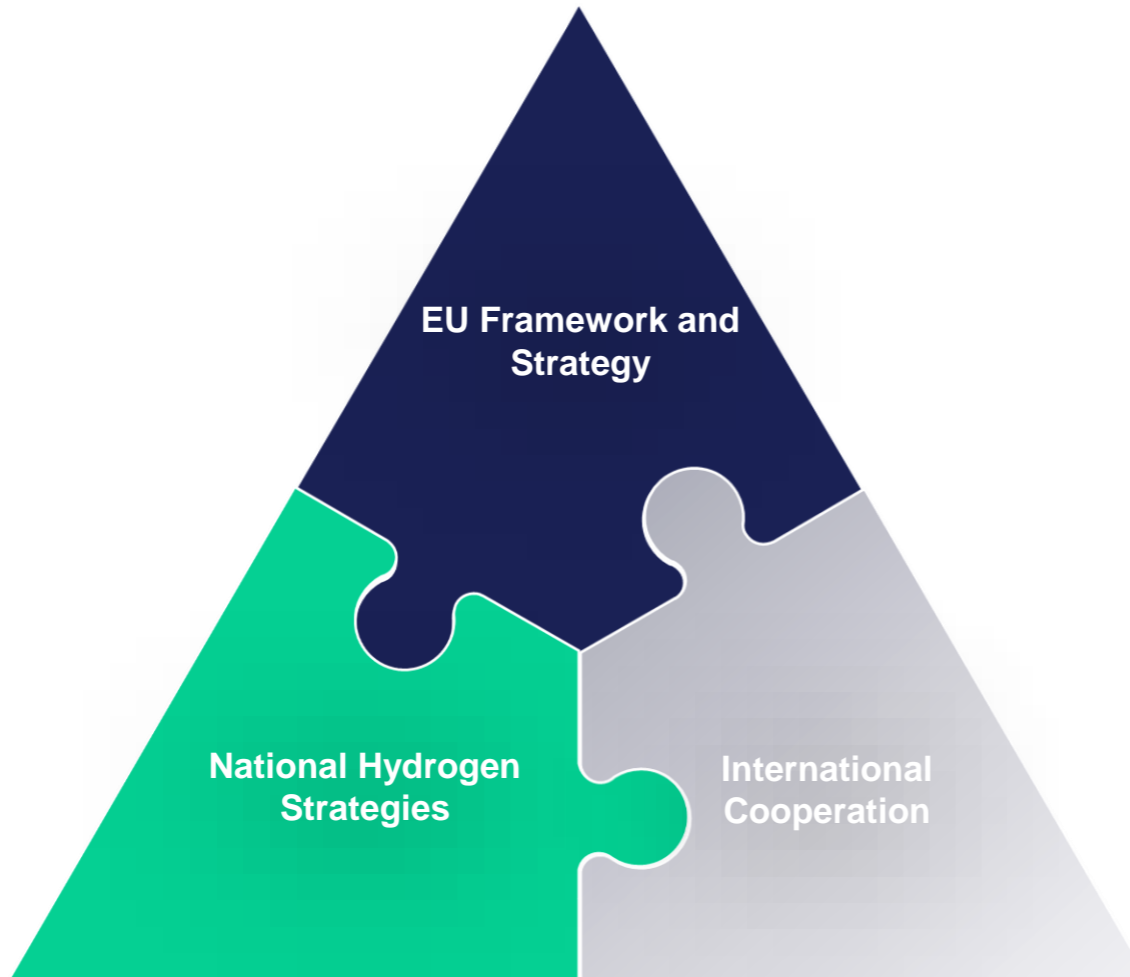 EU Framework and
Strategy
National Hydrogen
Strategies
International
Cooperation